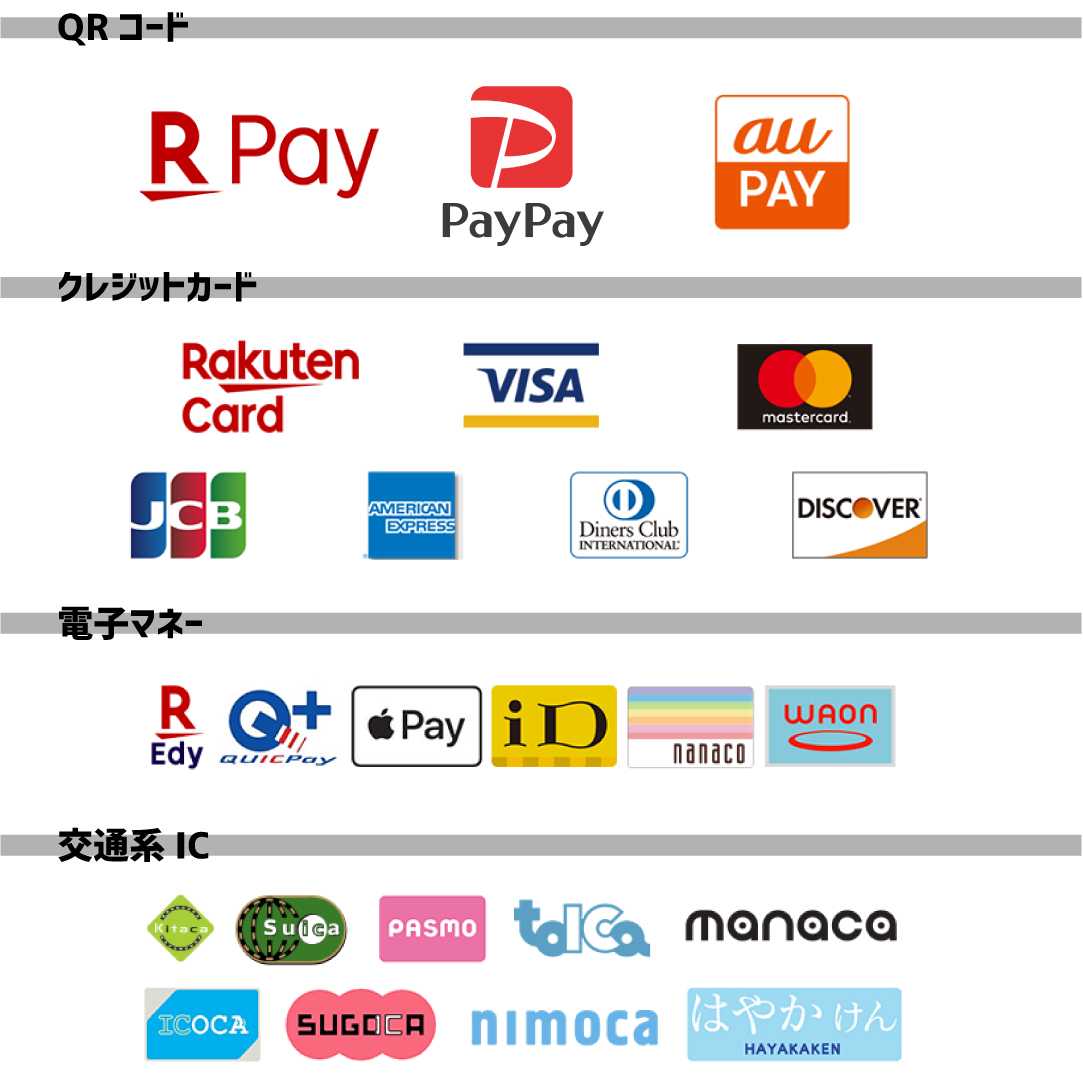 QRコード
R Pay
PayPay
au
PAY
クレジットカード
Rakuten
Card
VISA
mastercard.
JCB
AMERICAN
EXPRESS
Diners Club
INTERNATIONAL®
DISCOVER®
電子マネー
R
Edy
Q+
QUICPay
Pay
iD
nanaco
WAON
交通系 IC
Kitaca
Suica
PASMO
toICa
manaca
ICOCA
SUGOCA
nimoca
はやかけん
HAYAKAKEN